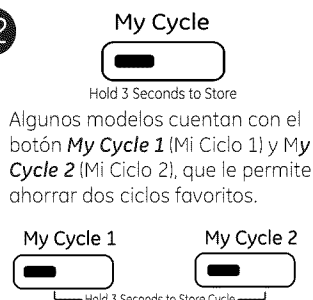 2
My Cycle
Hold 3 Seconds to Store
Algunos modelos cuentan con el
botón My Cycle 1 (Mi Ciclo 1) y My
Cycle 2 (Mi Ciclo 2), que le permite
ahorrar dos ciclos favoritos.
My Cycle 1 My Cycle 2
Hold 3 Seconds to Store Cycle